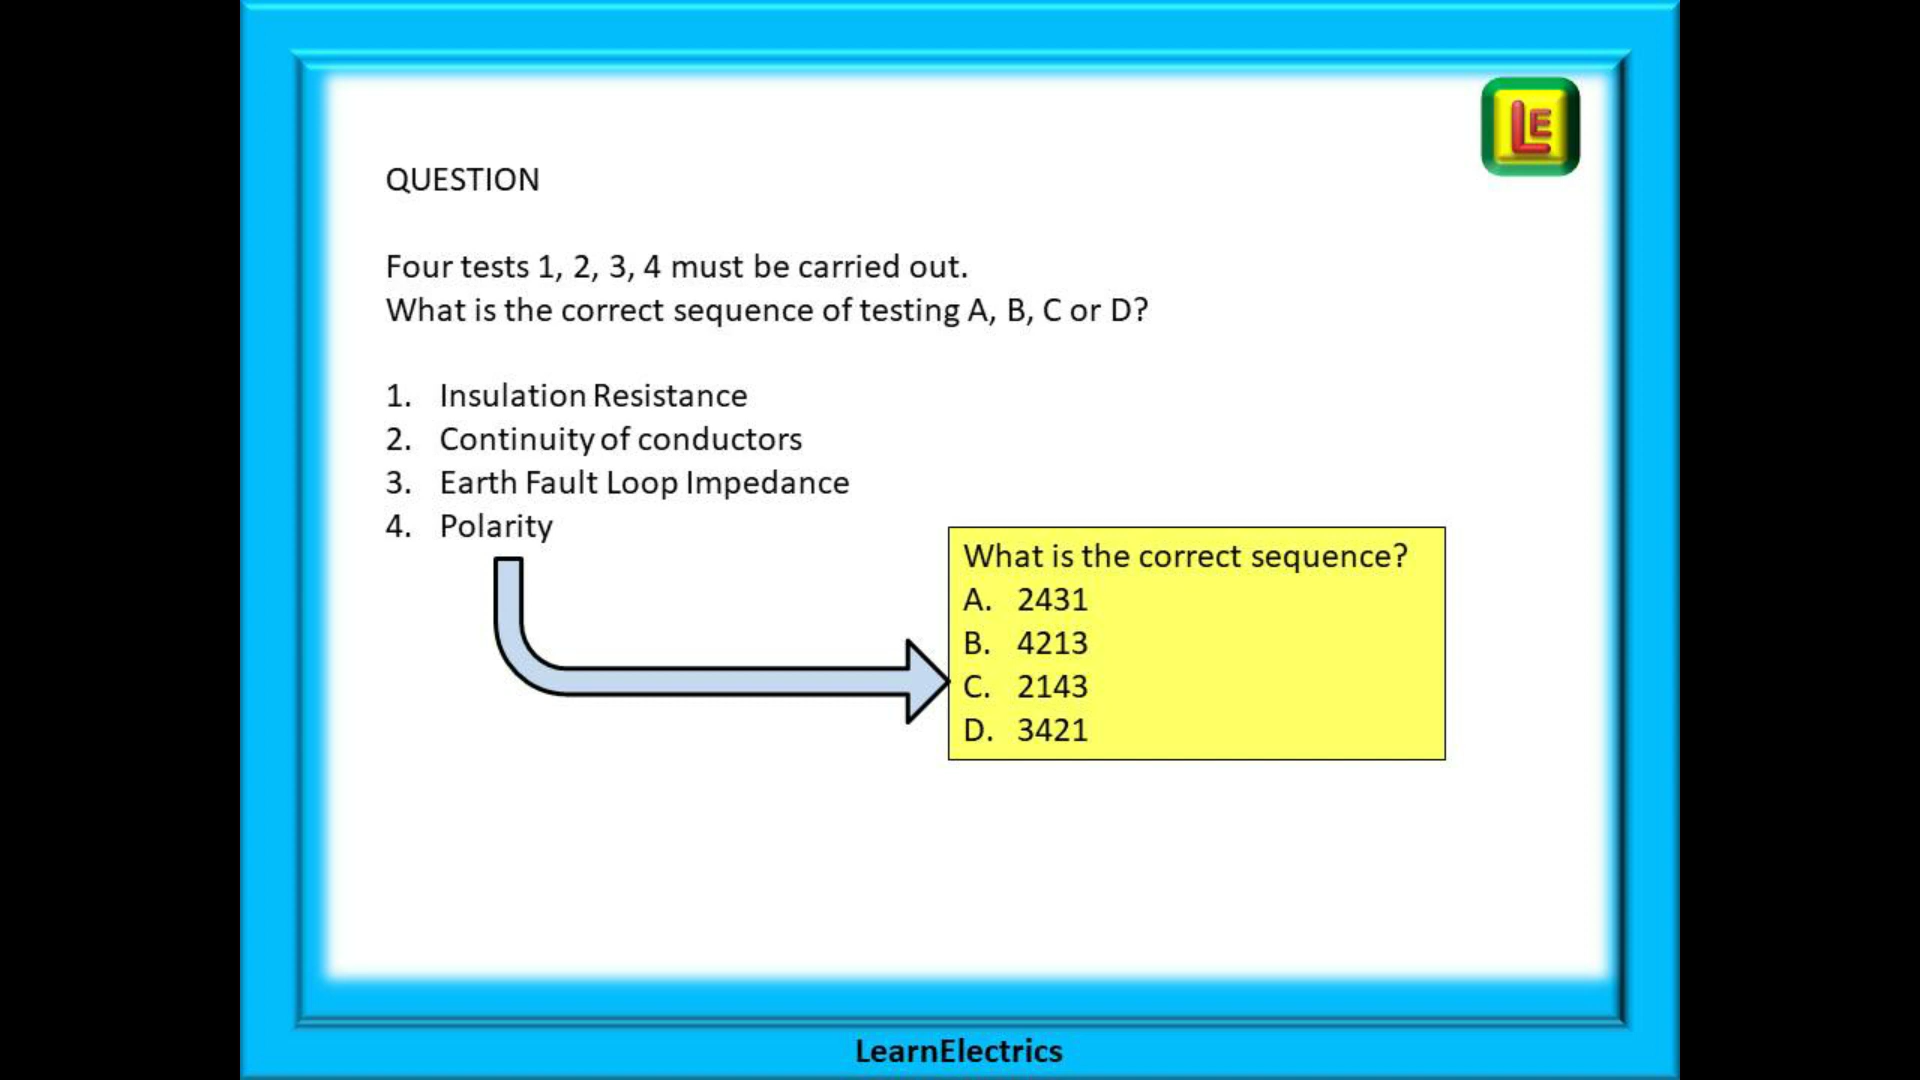 LE
QUESTION
Four tests 1, 2, 3, 4 must be carried out.
What is the correct sequence of testing A, B, C or D?
1. Insulation Resistance
2. Continuity of conductors
3. Earth Fault Loop Impedance
4. Polarity
What is the correct sequence?
A. 2431
B. 4213
C. 2143
D. 3421
LearnElectrics